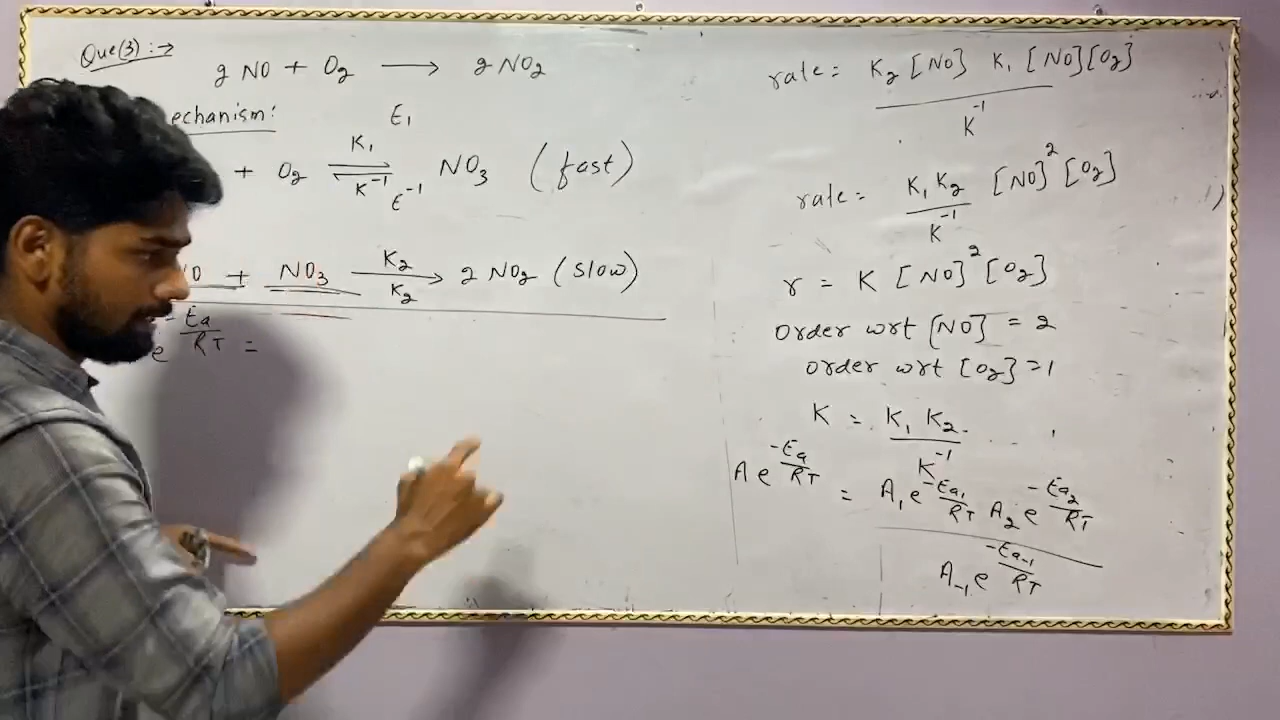 Que(3) :→
2 NO + O₂ ⟶ 2 NO₂
echanism:
E₁
K₁
+ O₂ ⇌ NO₃ (fast)
K⁻¹ E⁻¹
K₂
O + NO₃ ⟶ 2 NO₂ (slow)
K₂
e^-Ea/RT =
rate = K₂ [NO] K₁ [NO][O₂]
K⁻¹
rate = K₁ K₂ / K⁻¹ [NO]² [O₂]
r = K [NO]² [O₂]
order wrt [NO] = 2
order wrt [O₂] = 1
K = K₁ K₂ / K⁻¹
A e^-Ea/RT = A₁ e^-Ea₁/RT A₂ e^-Ea₂/RT
A₋₁ e^-Ea₋₁/RT